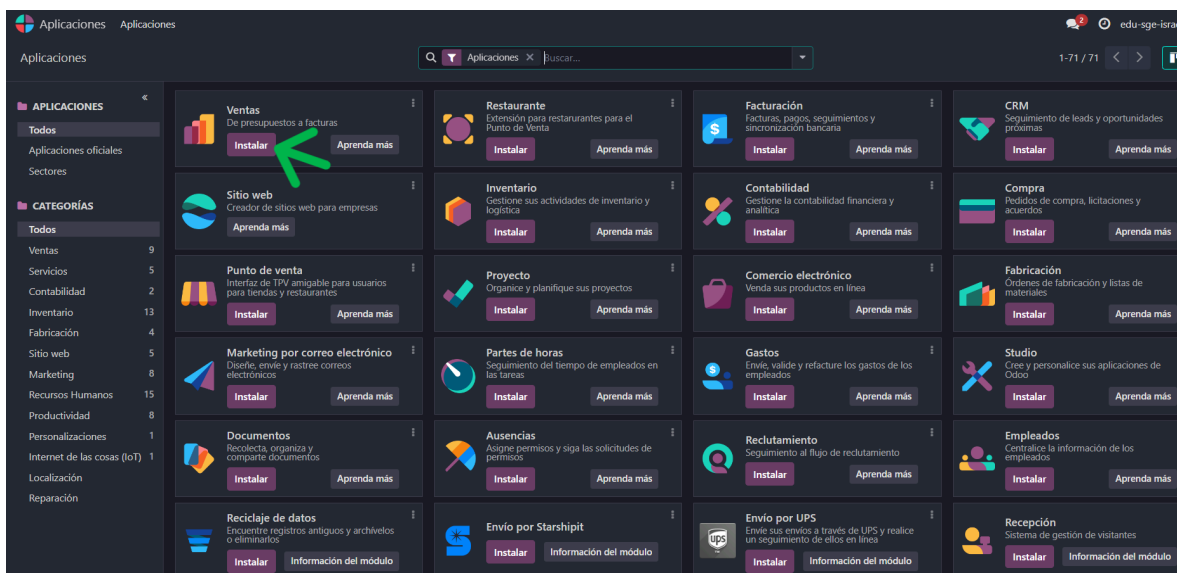 Aplicaciones Aplicaciones 2 edu-sge-israe
Aplicaciones Aplicaciones × Buscar... 1-71 / 71
APLICACIONES
Todos
Aplicaciones oficiales
Sectores
CATEGORÍAS
Todos
Ventas 9
Servicios 5
Contabilidad 2
Inventario 13
Fabricación 4
Sitio web 5
Marketing 8
Recursos Humanos 15
Productividad 8
Personalizaciones 1
Internet de las cosas (IoT) 1
Localización
Reparación
Ventas
De presupuestos a facturas
Instalar Aprenda más
Restaurante
Extensión para restarurantes para el
Punto de Venta
Instalar Aprenda más
Facturación
Facturas, pagos, seguimientos y
sincronización bancaria
Instalar Aprenda más
CRM
Seguimiento de leads y oportunidades
próximas
Instalar Aprenda más
Sitio web
Creador de sitios web para empresas
Aprenda más
Inventario
Gestione sus actividades de inventario y
logística
Instalar Aprenda más
Contabilidad
Gestione la contabilidad financiera y
analítica
Instalar Aprenda más
Compra
Pedidos de compra, licitaciones y
acuerdos
Instalar Aprenda más
Punto de venta
Interfaz de TPV amigable para usuarios
para tiendas y restaurantes
Instalar Aprenda más
Proyecto
Organice y planifique sus proyectos
Instalar Aprenda más
Comercio electrónico
Venda sus productos en línea
Instalar Aprenda más
Fabricación
Órdenes de fabricación y listas de
materiales
Instalar Aprenda más
Marketing por correo electrónico
Diseñe, envíe y rastree correos
electrónicos
Instalar Aprenda más
Partes de horas
Seguimiento del tiempo de empleados en
las tareas
Instalar Aprenda más
Gastos
Envíe, valide y refacture los gastos de los
empleados
Instalar Aprenda más
Studio
Cree y personalice sus aplicaciones de
Odoo
Instalar Aprenda más
Documentos
Recolecta, organiza y
comparte documentos
Instalar Aprenda más
Ausencias
Asigne permisos y siga las solicitudes de
permisos
Instalar Aprenda más
Reclutamiento
Seguimiento al flujo de reclutamiento
Instalar Aprenda más
Empleados
Centralice la información de los
empleados
Instalar Aprenda más
Reciclaje de datos
Encuentre registros antiguos y archívelos
o eliminarlos
Instalar Información del módulo
Envío por Starshipit
Instalar Información del módulo
ups
Envío por UPS
Envíe sus envíos a través de UPS y realice
un seguimiento de ellos en línea
Instalar Información del módulo
Recepción
Sistema de gestión de visitantes
Instalar Información del módulo